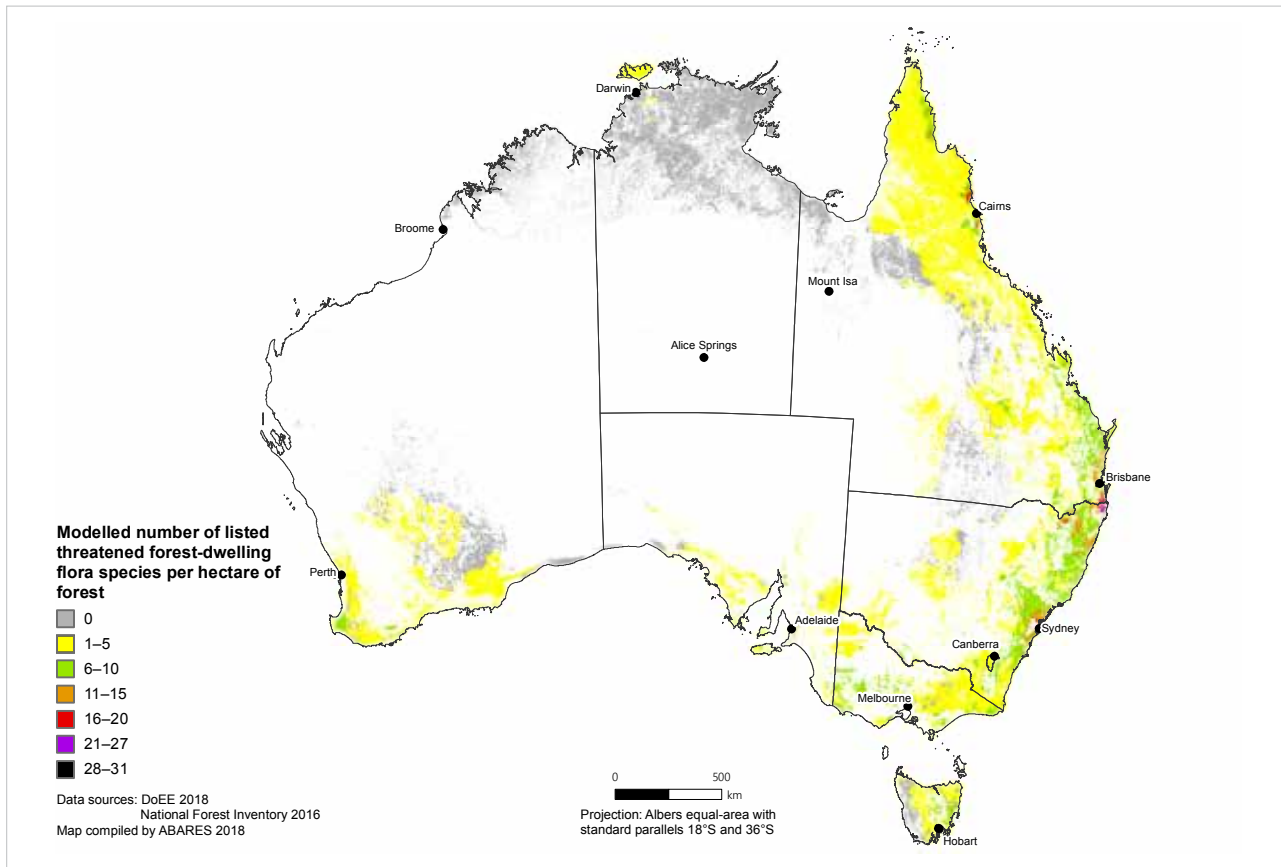 Darwin
Cairns
Broome
Mount Isa
Alice Springs
Brisbane
Modelled number of listed
threatened forest-dwelling
flora species per hectare of
forest
Perth
0
1–5
6–10
11–15
16–20
21–27
28–31
Adelaide
Sydney
Canberra
Melbourne
Hobart
Data sources: DoEE 2018
National Forest Inventory 2016
Map compiled by ABARES 2018
0 500
km
Projection: Albers equal-area with
standard parallels 18°S and 36°S